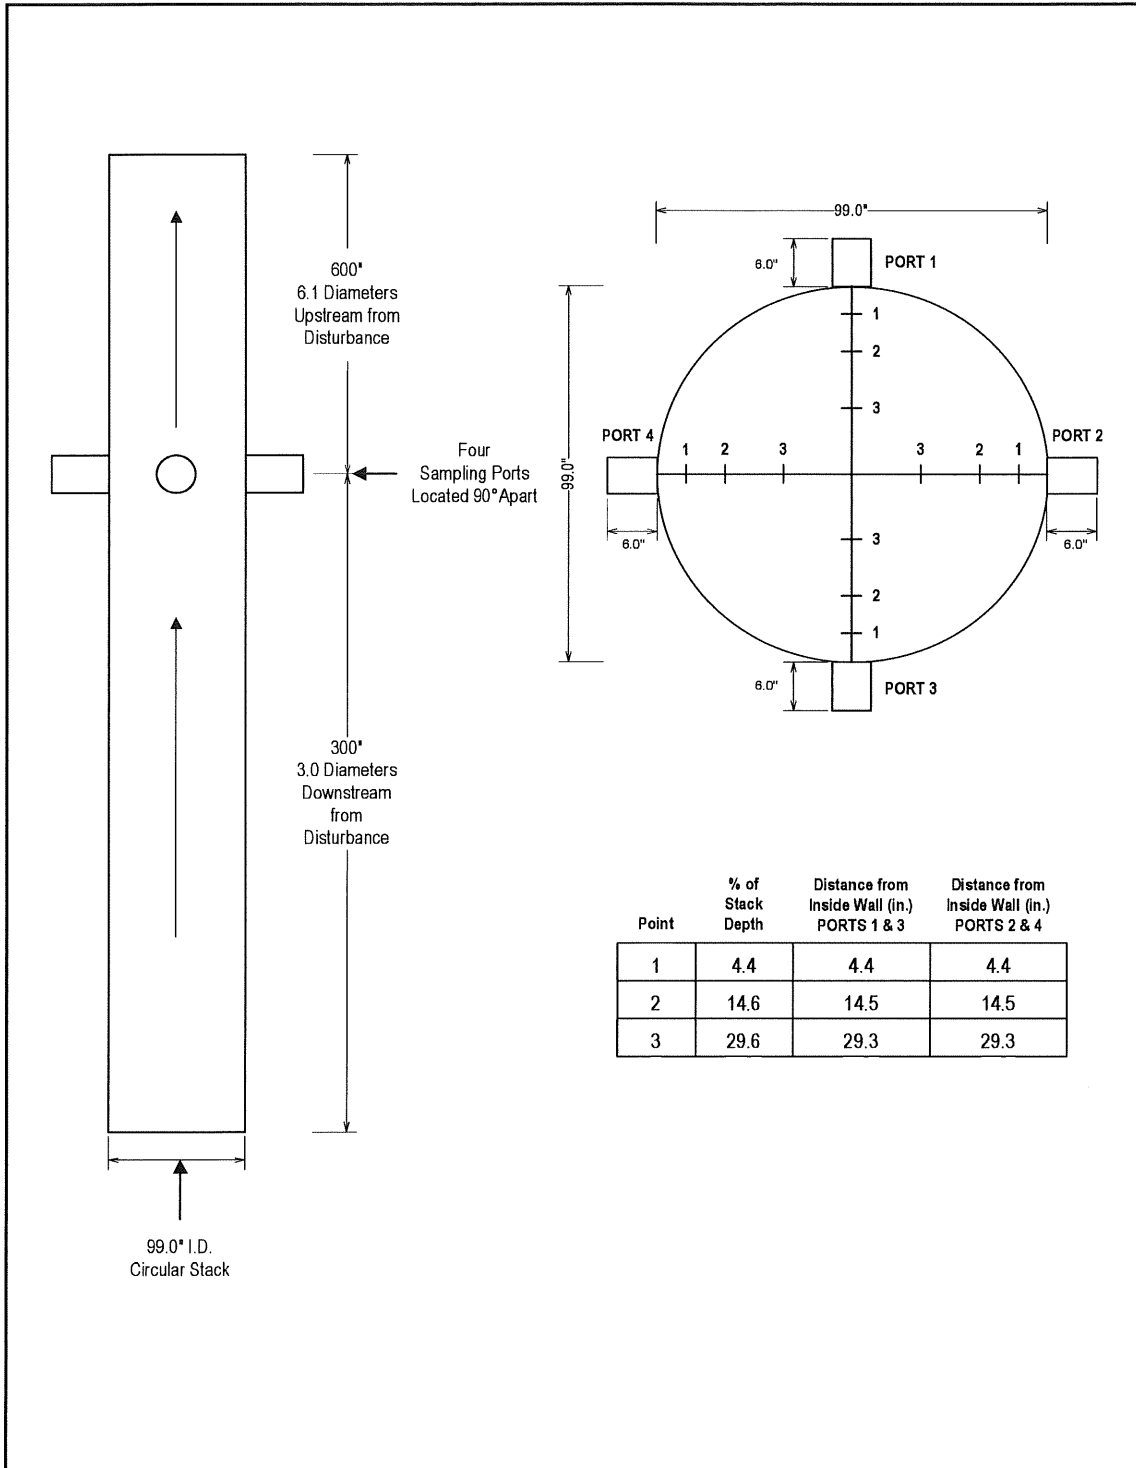 600"
6.1 Diameters
Upstream from
Disturbance
Four
Sampling Ports
Located 90° Apart
300"
3.0 Diameters
Downstream
from
Disturbance
99.0" I.D.
Circular Stack
99.0"
6.0"
PORT 1
1
2
3
99.0"
PORT 4
1 2 3
3 2 1
PORT 2
6.0"
6.0"
3
2
1
6.0"
PORT 3
Point
% of
Stack
Depth
Distance from
Inside Wall (in.)
PORTS 1 & 3
Distance from
Inside Wall (in.)
PORTS 2 & 4
1 4.4 4.4 4.4
2 14.6 14.5 14.5
3 29.6 29.3 29.3